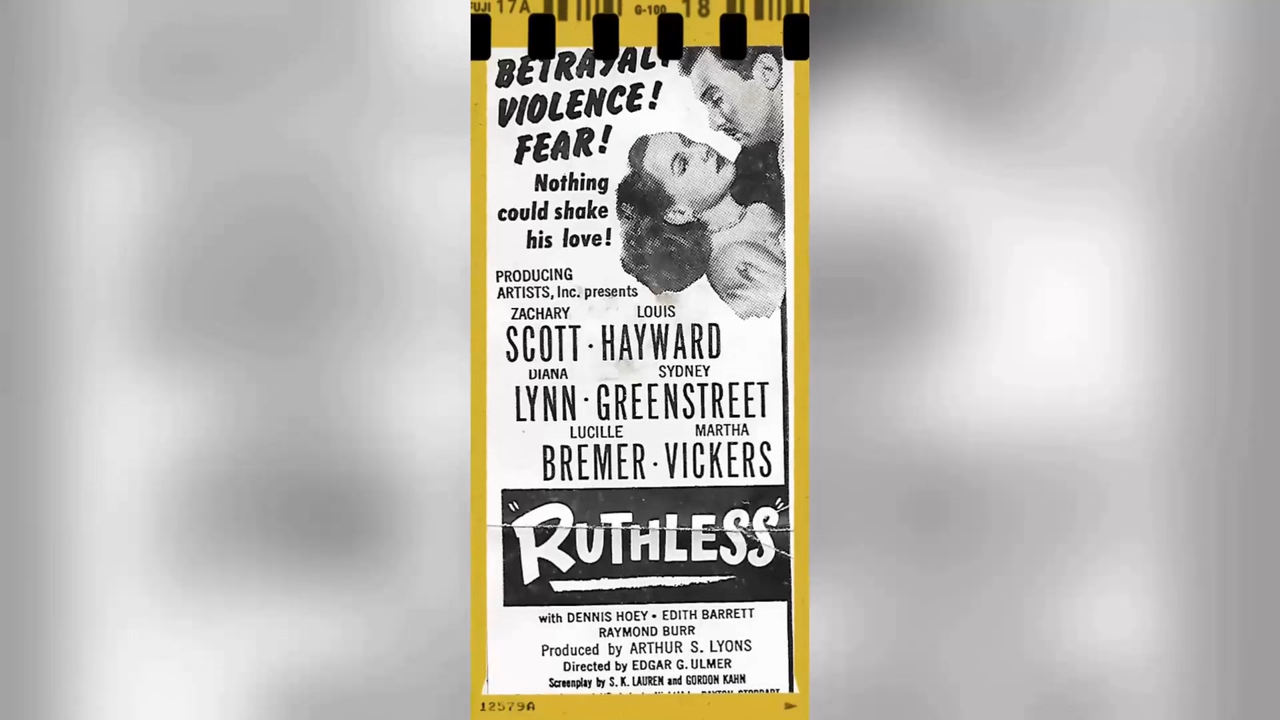 FUJI 17A G-100 18
BETRAYAL!
VIOLENCE!
FEAR!
Nothing
could shake
his love!
PRODUCING
ARTISTS, Inc. presents
ZACHARY LOUIS
SCOTT · HAYWARD
DIANA SYDNEY
LYNN · GREENSTREET
LUCILLE MARTHA
BREMER · VICKERS
"RUTHLESS"
with DENNIS HOEY • EDITH BARRETT
RAYMOND BURR
Produced by ARTHUR S. LYONS
Directed by EDGAR G. ULMER
Screenplay by S. K. LAUREN and GORDON KAHN
12579A